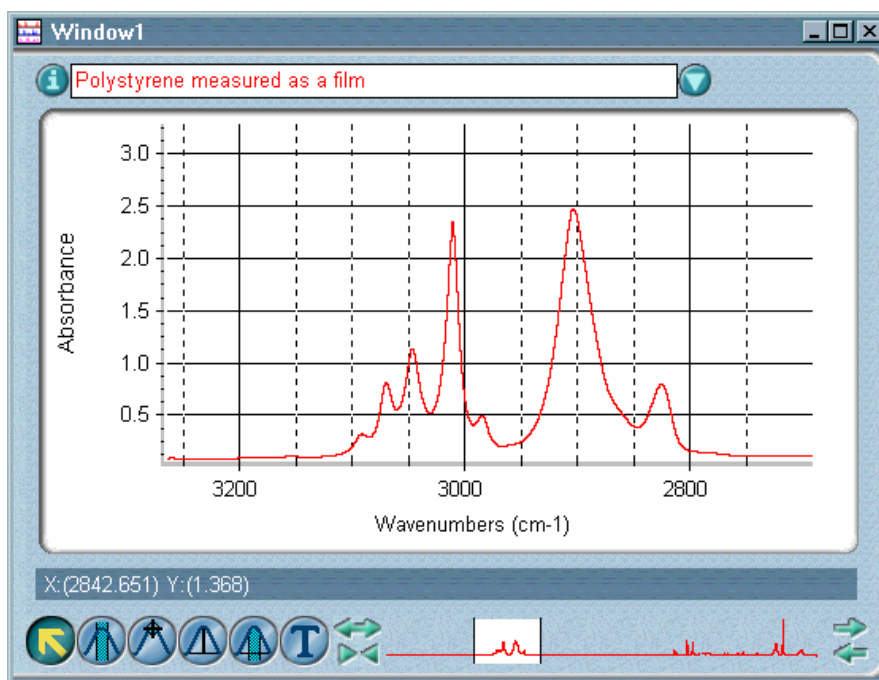 Window1
Polystyrene measured as a film
3.0
2.5
2.0
1.5
1.0
0.5
Absorbance
3200 3000 2800
Wavenumbers (cm-1)
X:(2842.651) Y:(1.368)
T